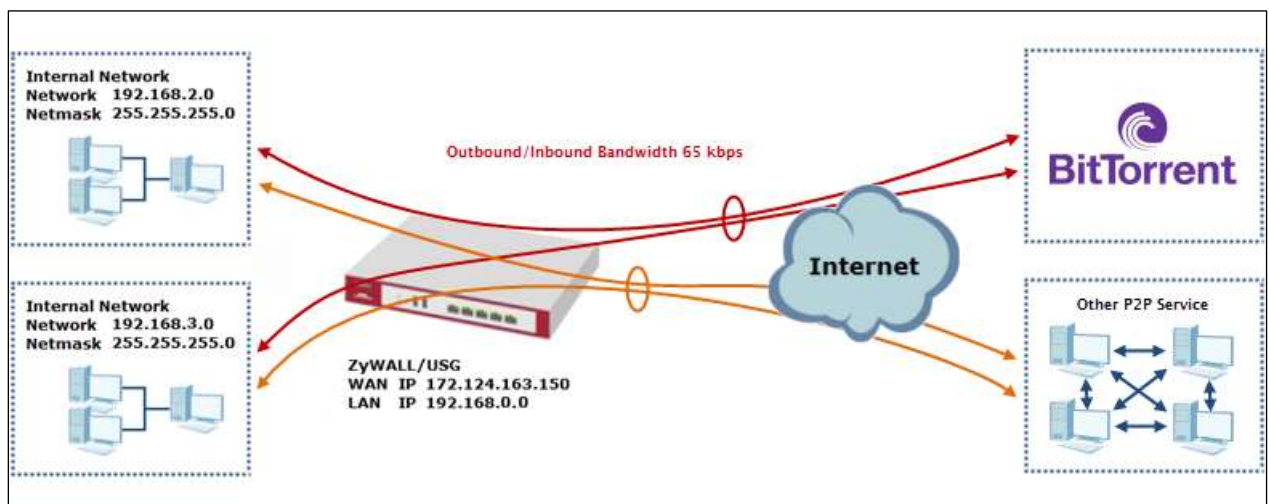 Internal Network
Network 192.168.2.0
Netmask 255.255.255.0
Outbound/Inbound Bandwidth 65 kbps
BitTorrent
Internet
Internal Network
Network 192.168.3.0
Netmask 255.255.255.0
ZyWALL/USG
WAN IP 172.124.163.150
LAN IP 192.168.0.0
Other P2P Service